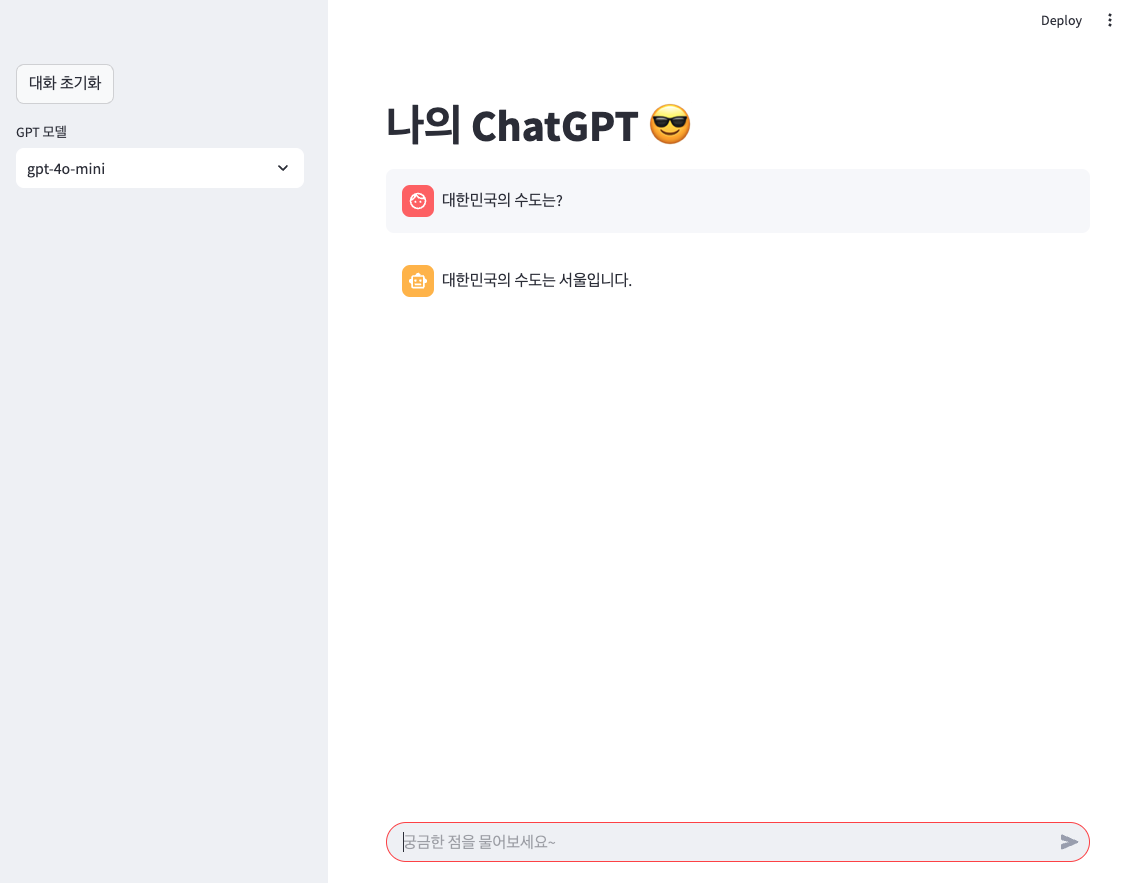 Deploy
대화 초기화
GPT 모델
gpt-4o-mini
나의 ChatGPT 😎
대한민국의 수도는?
대한민국의 수도는 서울입니다.
궁금한 점을 물어보세요~